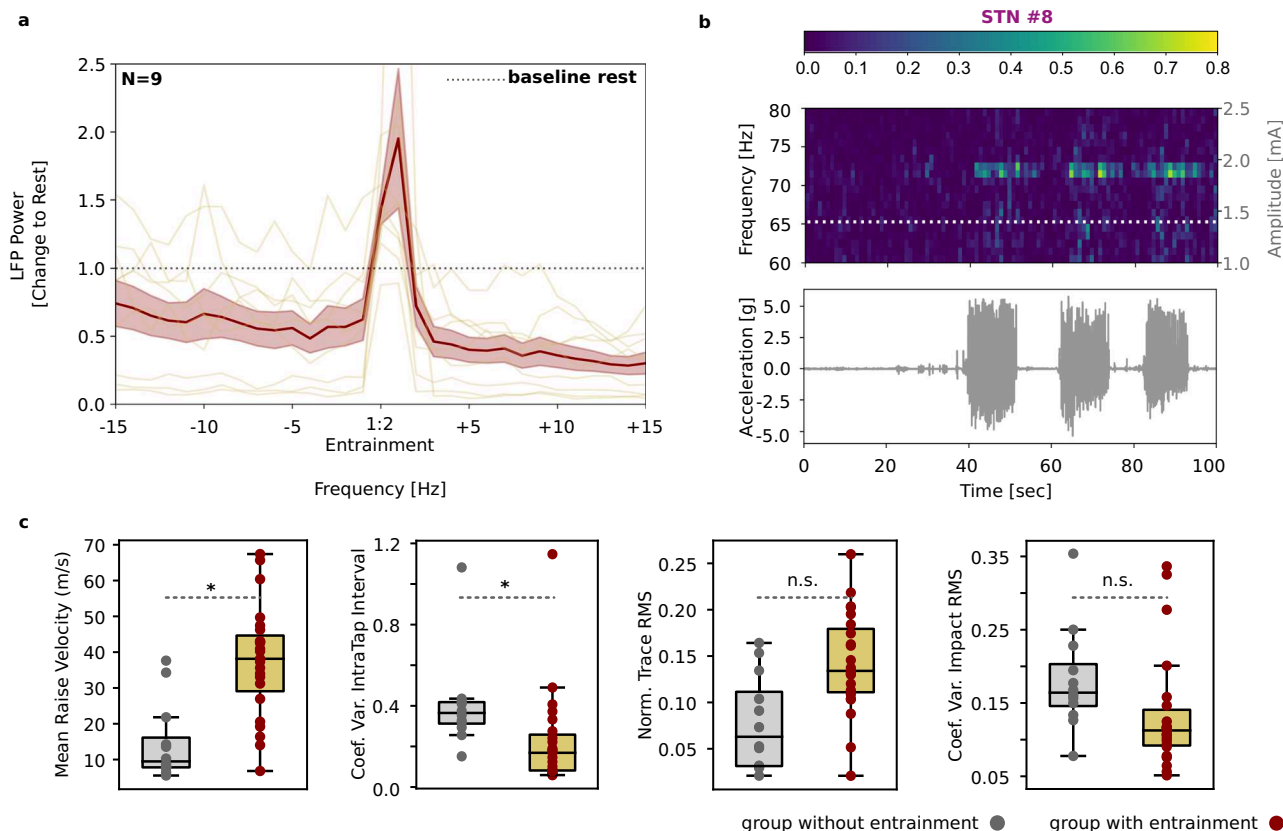 a
N=9
baseline rest
2.5
2.0
1.5
1.0
0.5
0.0
LFP Power
[Change to Rest]
-15 -10 -5 1:2 +5 +10 +15
Entrainment
Frequency [Hz]
b
STN #8
0.0 0.1 0.2 0.3 0.4 0.5 0.6 0.7 0.8
80
75
70
65
60
Frequency [Hz]
2.5
2.0
1.5
1.0
Amplitude [mA]
5.0
2.5
0.0
-2.5
-5.0
Acceleration [g]
0 20 40 60 80 100
Time [sec]
c
70
60
50
40
30
20
10
Mean Raise Velocity (m/s)
*
1.2
0.8
0.4
0.0
Coef. Var. IntraTap Interval
*
0.25
0.20
0.15
0.10
0.05
Norm. Trace RMS
n.s.
0.35
0.25
0.15
0.05
Coef. Var. Impact RMS
n.s.
group without entrainment
group with entrainment